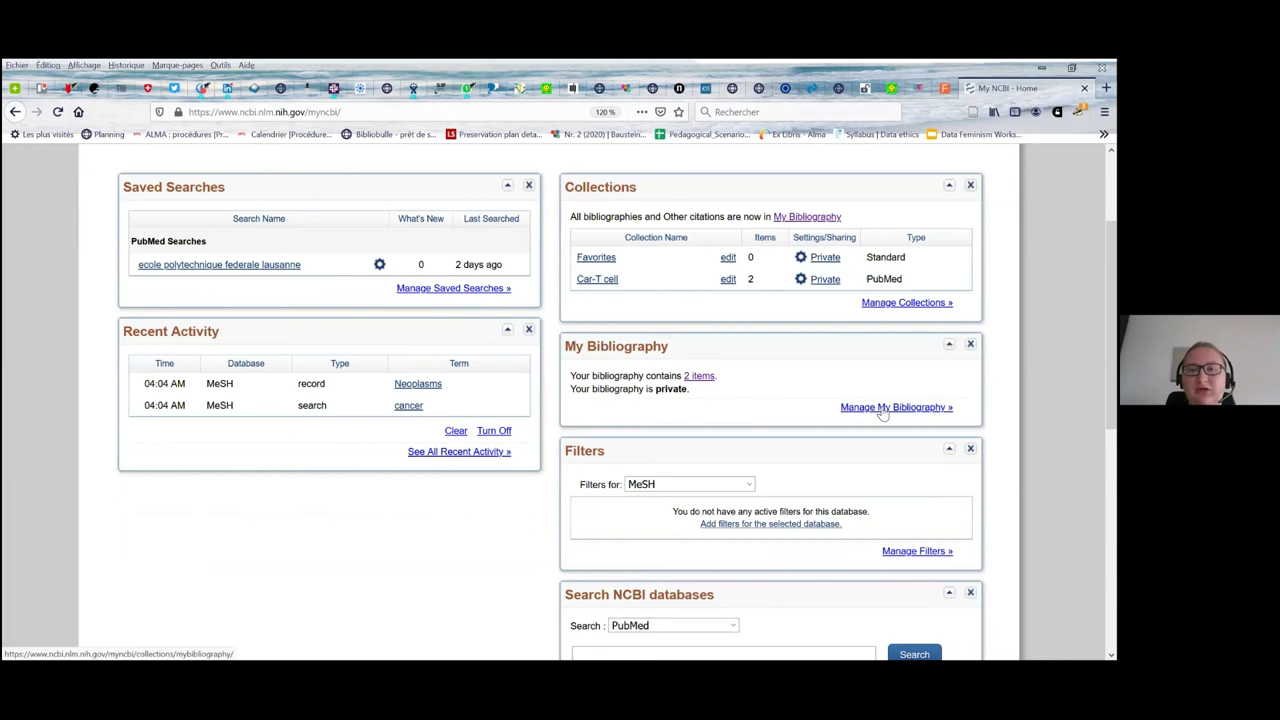 Fichier Édition Affichage Historique Marque-pages Outils Aide
My NCBI - Home
https://www.ncbi.nlm.nih.gov/myncbi/
120 %
Rechercher
Les plus visités
Planning
ALMA : procédures [Pr...
Calendrier [Procédure...
Bibliobulle - prêt de s...
Preservation plan deta...
Nr. 2 (2020) | Baustein...
Pedagogical_Scenario...
Ex Libris - Alma
Syllabus | Data ethics
Data Feminism Works...
Saved Searches
Search Name What's New Last Searched
PubMed Searches
ecole polytechnique federale lausanne 0 2 days ago
Manage Saved Searches »
Recent Activity
Time Database Type Term
04:04 AM MeSH record Neoplasms
04:04 AM MeSH search cancer
Clear Turn Off
See All Recent Activity »
Collections
All bibliographies and Other citations are now in My Bibliography
Collection Name Items Settings/Sharing Type
Favorites edit 0 Private Standard
Car-T cell edit 2 Private PubMed
Manage Collections »
My Bibliography
Your bibliography contains 2 items.
Your bibliography is private.
Manage My Bibliography »
Filters
Filters for: MeSH
You do not have any active filters for this database.
Add filters for the selected database.
Manage Filters »
Search NCBI databases
Search : PubMed
Search
https://www.ncbi.nlm.nih.gov/myncbi/collections/mybibliography/